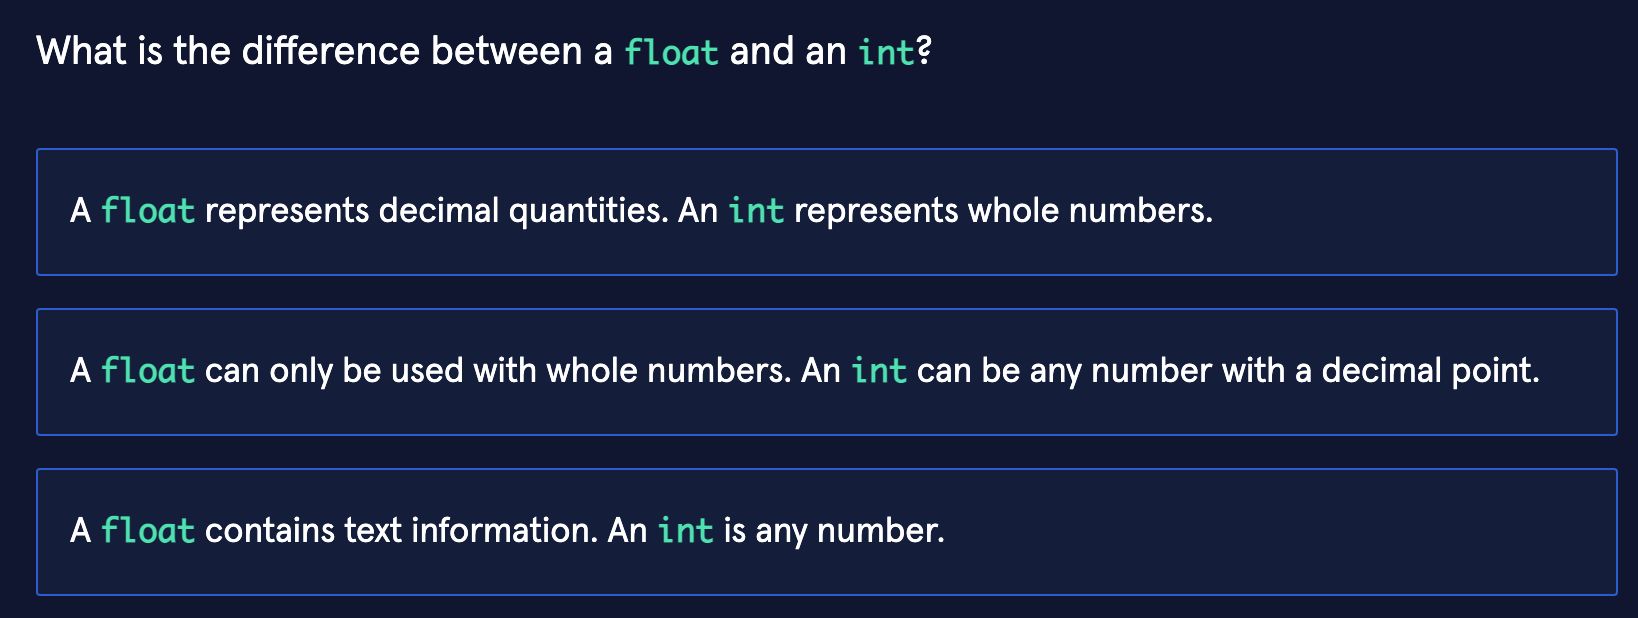 What is the difference between a float and an int?
A float represents decimal quantities. An int represents whole numbers.
A float can only be used with whole numbers. An int can be any number with a decimal point.
A float contains text information. An int is any number.